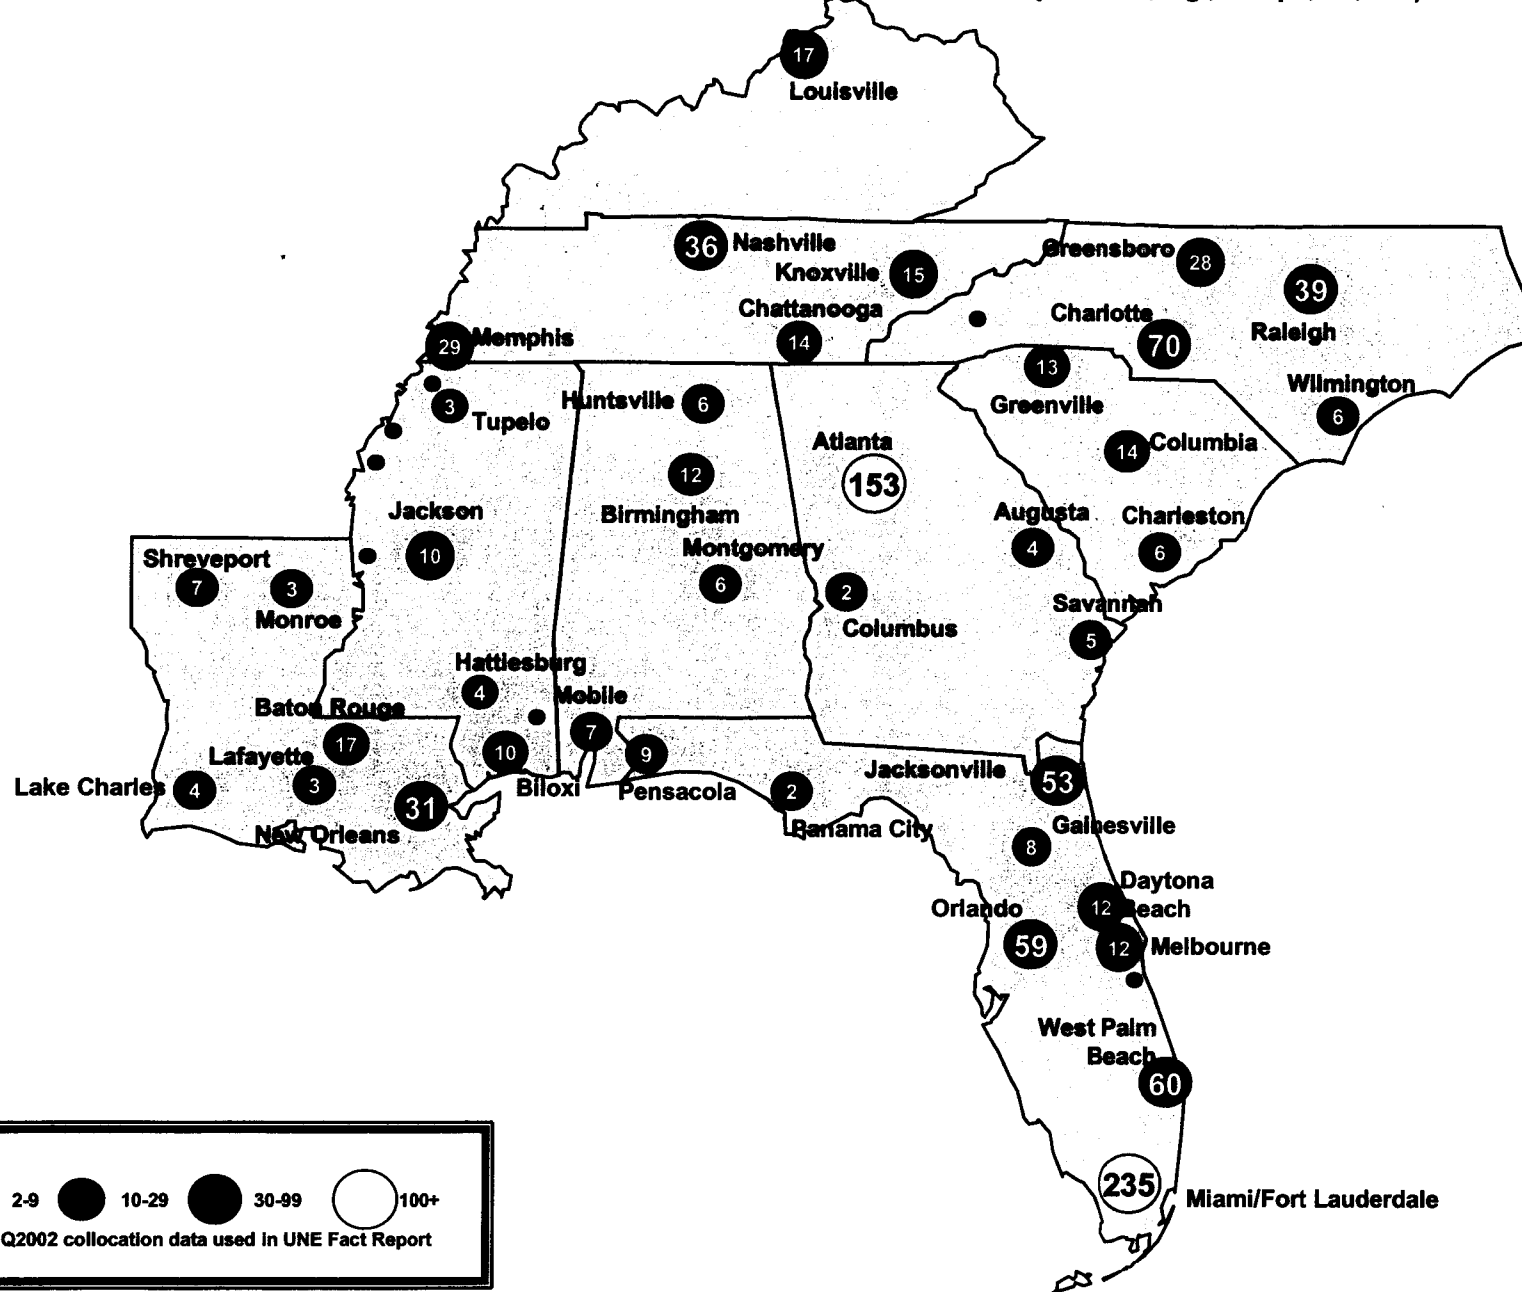 17
Louisville
36
Nashville
Knoxville
15
Greensboro
28
39
Raleigh
Chattanooga
14
Charlotte
70
Memphis
29
13
Greenville
Wilmington
6
3
Tupelo
Huntsville
6
Atlanta
153
14
Columbia
12
Birmingham
Jackson
10
Augusta
4
Charleston
6
Montgomery
6
Shreveport
7
3
Monroe
2
Columbus
Savannah
5
Hattiesburg
4
Mobile
7
Baton Rouge
17
Lafayette
3
10
Biloxi
9
Pensacola
Lake Charles
4
31
New Orleans
2
Panama City
Jacksonville
53
Gainesville
8
Daytona
Beach
12
Orlando
59
12
Melbourne
West Palm
Beach
60
235
Miami/Fort Lauderdale
2-9
10-29
30-99
100+
Q2002 collocation data used in UNE Fact Report